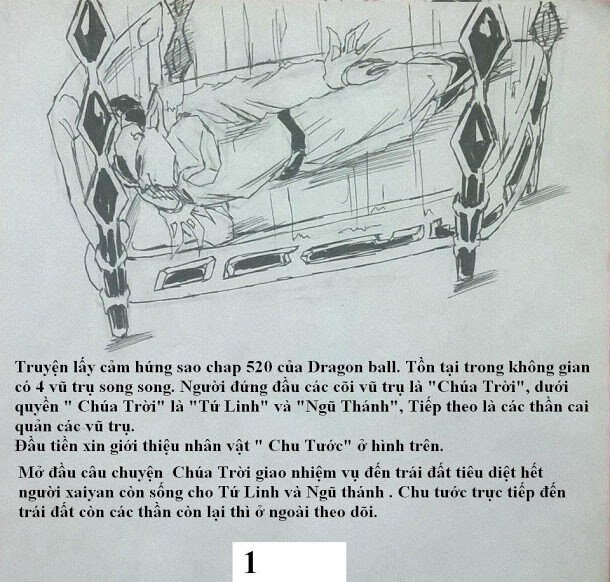 Truyện lấy cảm hứng sao chap 520 của Dragon ball. Tồn tại trong không gian
có 4 vũ trụ song song. Người đứng đầu các cõi vũ trụ là "Chúa Trời", dưới
quyền " Chúa Trời" là "Tứ Linh" và "Ngũ Thánh", Tiếp theo là các thần cai
quản các vũ trụ.
Đầu tiền xin giới thiệu nhân vật " Chu Tước" ở hình trên.
Mở đầu câu chuyện Chúa Trời giao nhiệm vụ đến trái đất tiêu diệt hết
người xaiyan còn sống cho Tứ Linh và Ngũ thánh . Chu tước trực tiếp đến
trái đất còn các thần còn lại thì ở ngoài theo dõi.
1